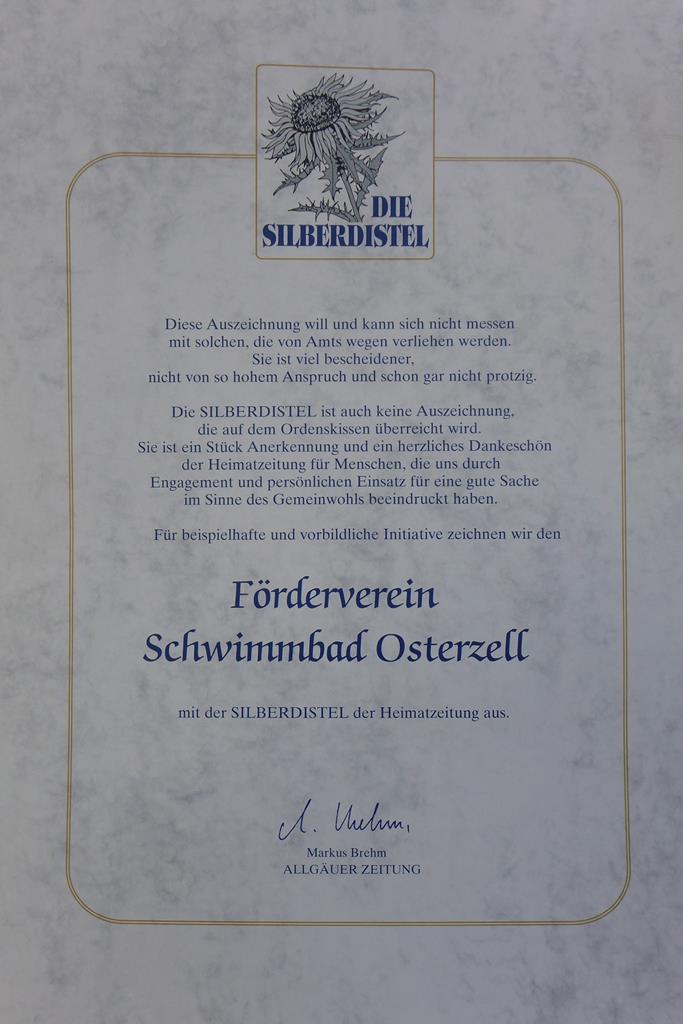 DIE
SILBERDISTEL
Diese Auszeichnung will und kann sich nicht messen
mit solchen, die von Amts wegen verliehen werden.
Sie ist viel bescheidener,
nicht von so hohem Anspruch und schon gar nicht protzig.
Die SILBERDISTEL ist auch keine Auszeichnung,
die auf dem Ordenskissen überreicht wird.
Sie ist ein Stück Anerkennung und ein herzliches Dankeschön
der Heimatzeitung für Menschen, die uns durch
Engagement und persönlichen Einsatz für eine gute Sache
im Sinne des Gemeinwohls beeindruckt haben.
Für beispielhafte und vorbildliche Initiative zeichnen wir den
Förderverein
Schwimmbad Osterzell
mit der SILBERDISTEL der Heimatzeitung aus.
Markus Brehm
ALLGÄUER ZEITUNG